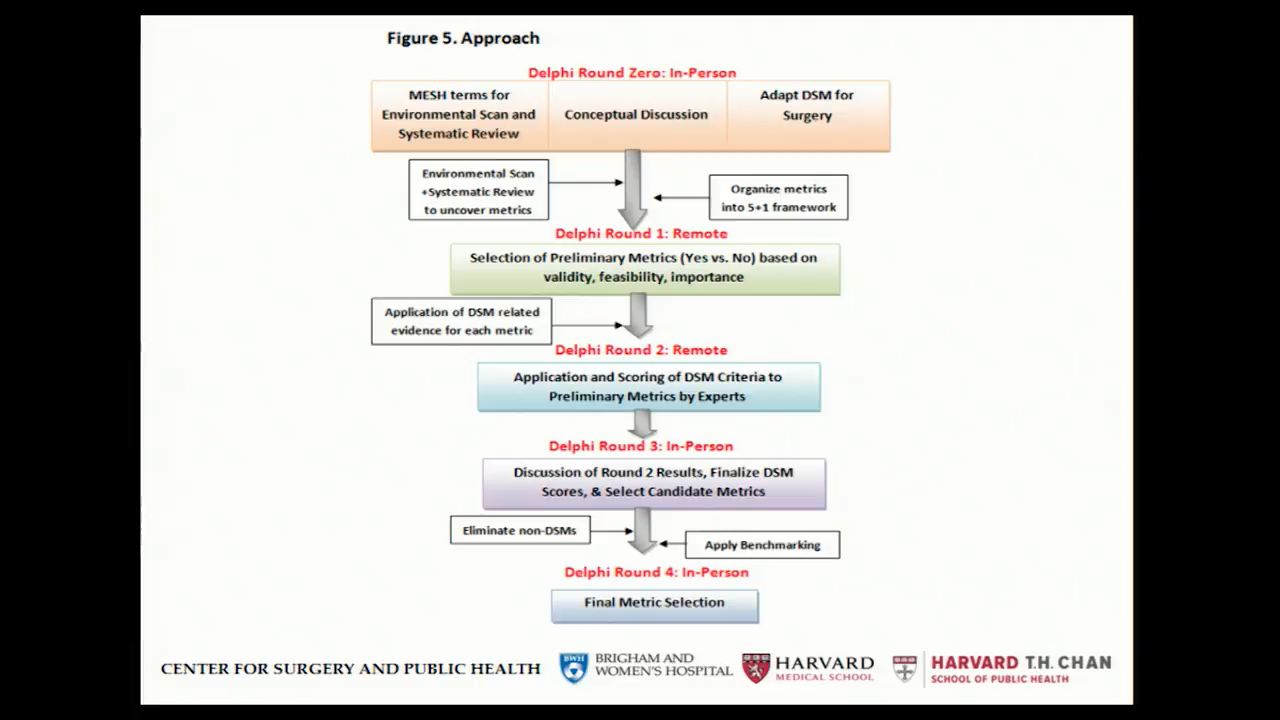 Figure 5. Approach
Delphi Round Zero: In-Person
MESH terms for
Environmental Scan and
Systematic Review
Conceptual Discussion
Adapt DSM for
Surgery
Environmental Scan
+Systematic Review
to uncover metrics
Organize metrics
into 5+1 framework
Delphi Round 1: Remote
Selection of Preliminary Metrics (Yes vs. No) based on
validity, feasibility, importance
Application of DSM related
evidence for each metric
Delphi Round 2: Remote
Application and Scoring of DSM Criteria to
Preliminary Metrics by Experts
Delphi Round 3: In-Person
Discussion of Round 2 Results, Finalize DSM
Scores, & Select Candidate Metrics
Eliminate non-DSMs
Apply Benchmarking
Delphi Round 4: In-Person
Final Metric Selection
CENTER FOR SURGERY AND PUBLIC HEALTH
BWH
BRIGHAM AND
WOMEN'S HOSPITAL
HARVARD
MEDICAL SCHOOL
HARVARD T.H. CHAN
SCHOOL OF PUBLIC HEALTH